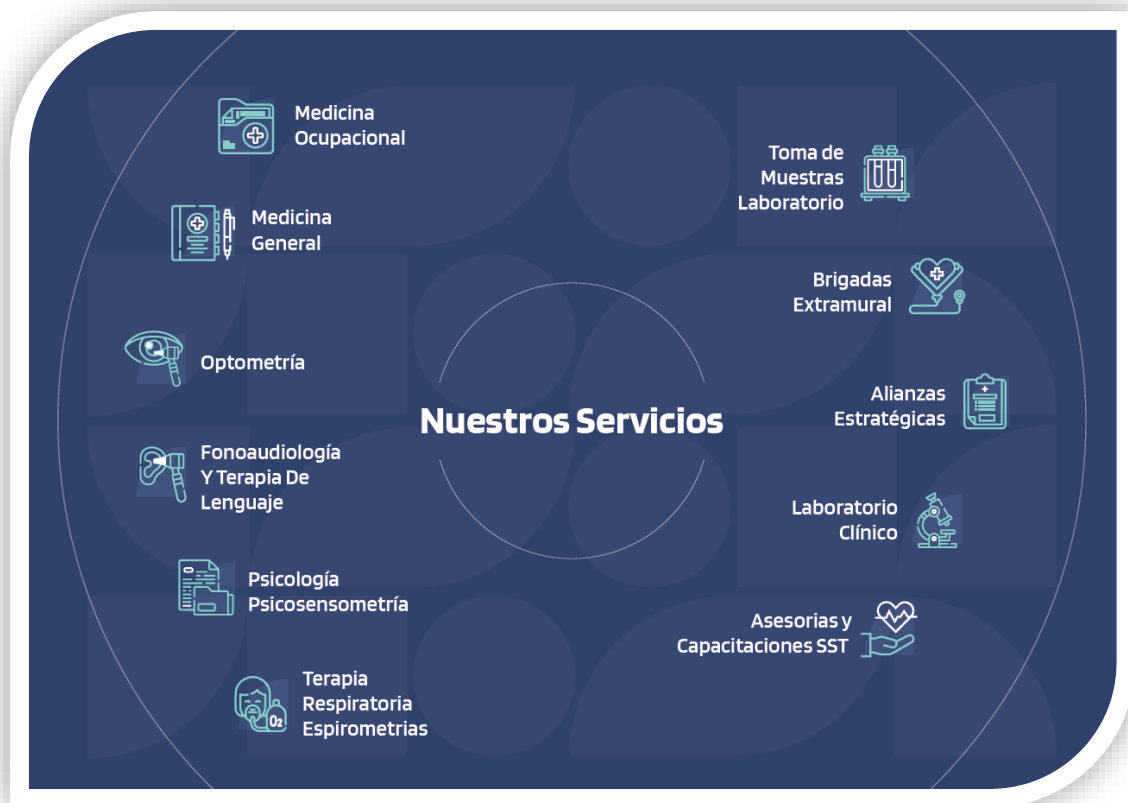 Medicina
Ocupacional
Medicina
General
Optometría
Fonoaudiología
Y Terapia De
Lenguaje
Psicología
Psicosensometría
Terapia
Respiratoria
Espirometrias
O2
Nuestros Servicios
Toma de
Muestras
Laboratorio
Brigadas
Extramural
Alianzas
Estratégicas
Laboratorio
Clínico
Asesorias y
Capacitaciones SST